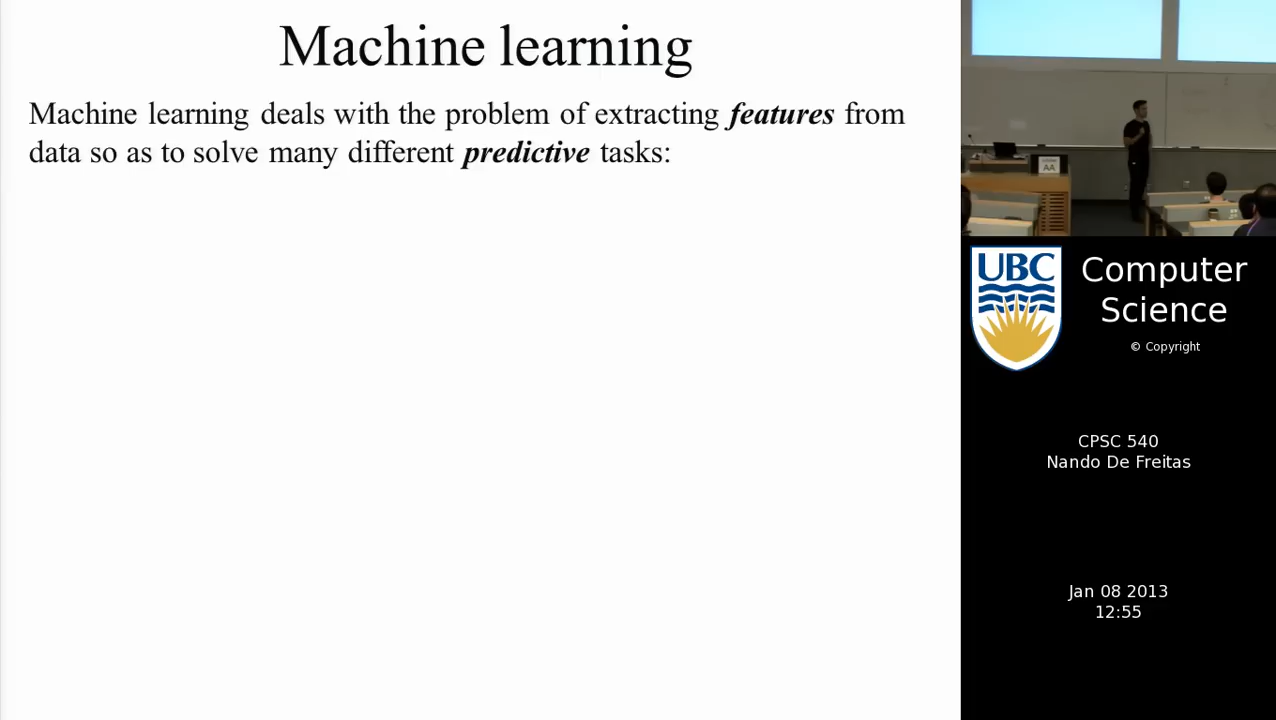 Machine learning
Machine learning deals with the problem of extracting features from
data so as to solve many different predictive tasks:
AA
UBC
Computer
Science
© Copyright
CPSC 540
Nando De Freitas
Jan 08 2013
12:55